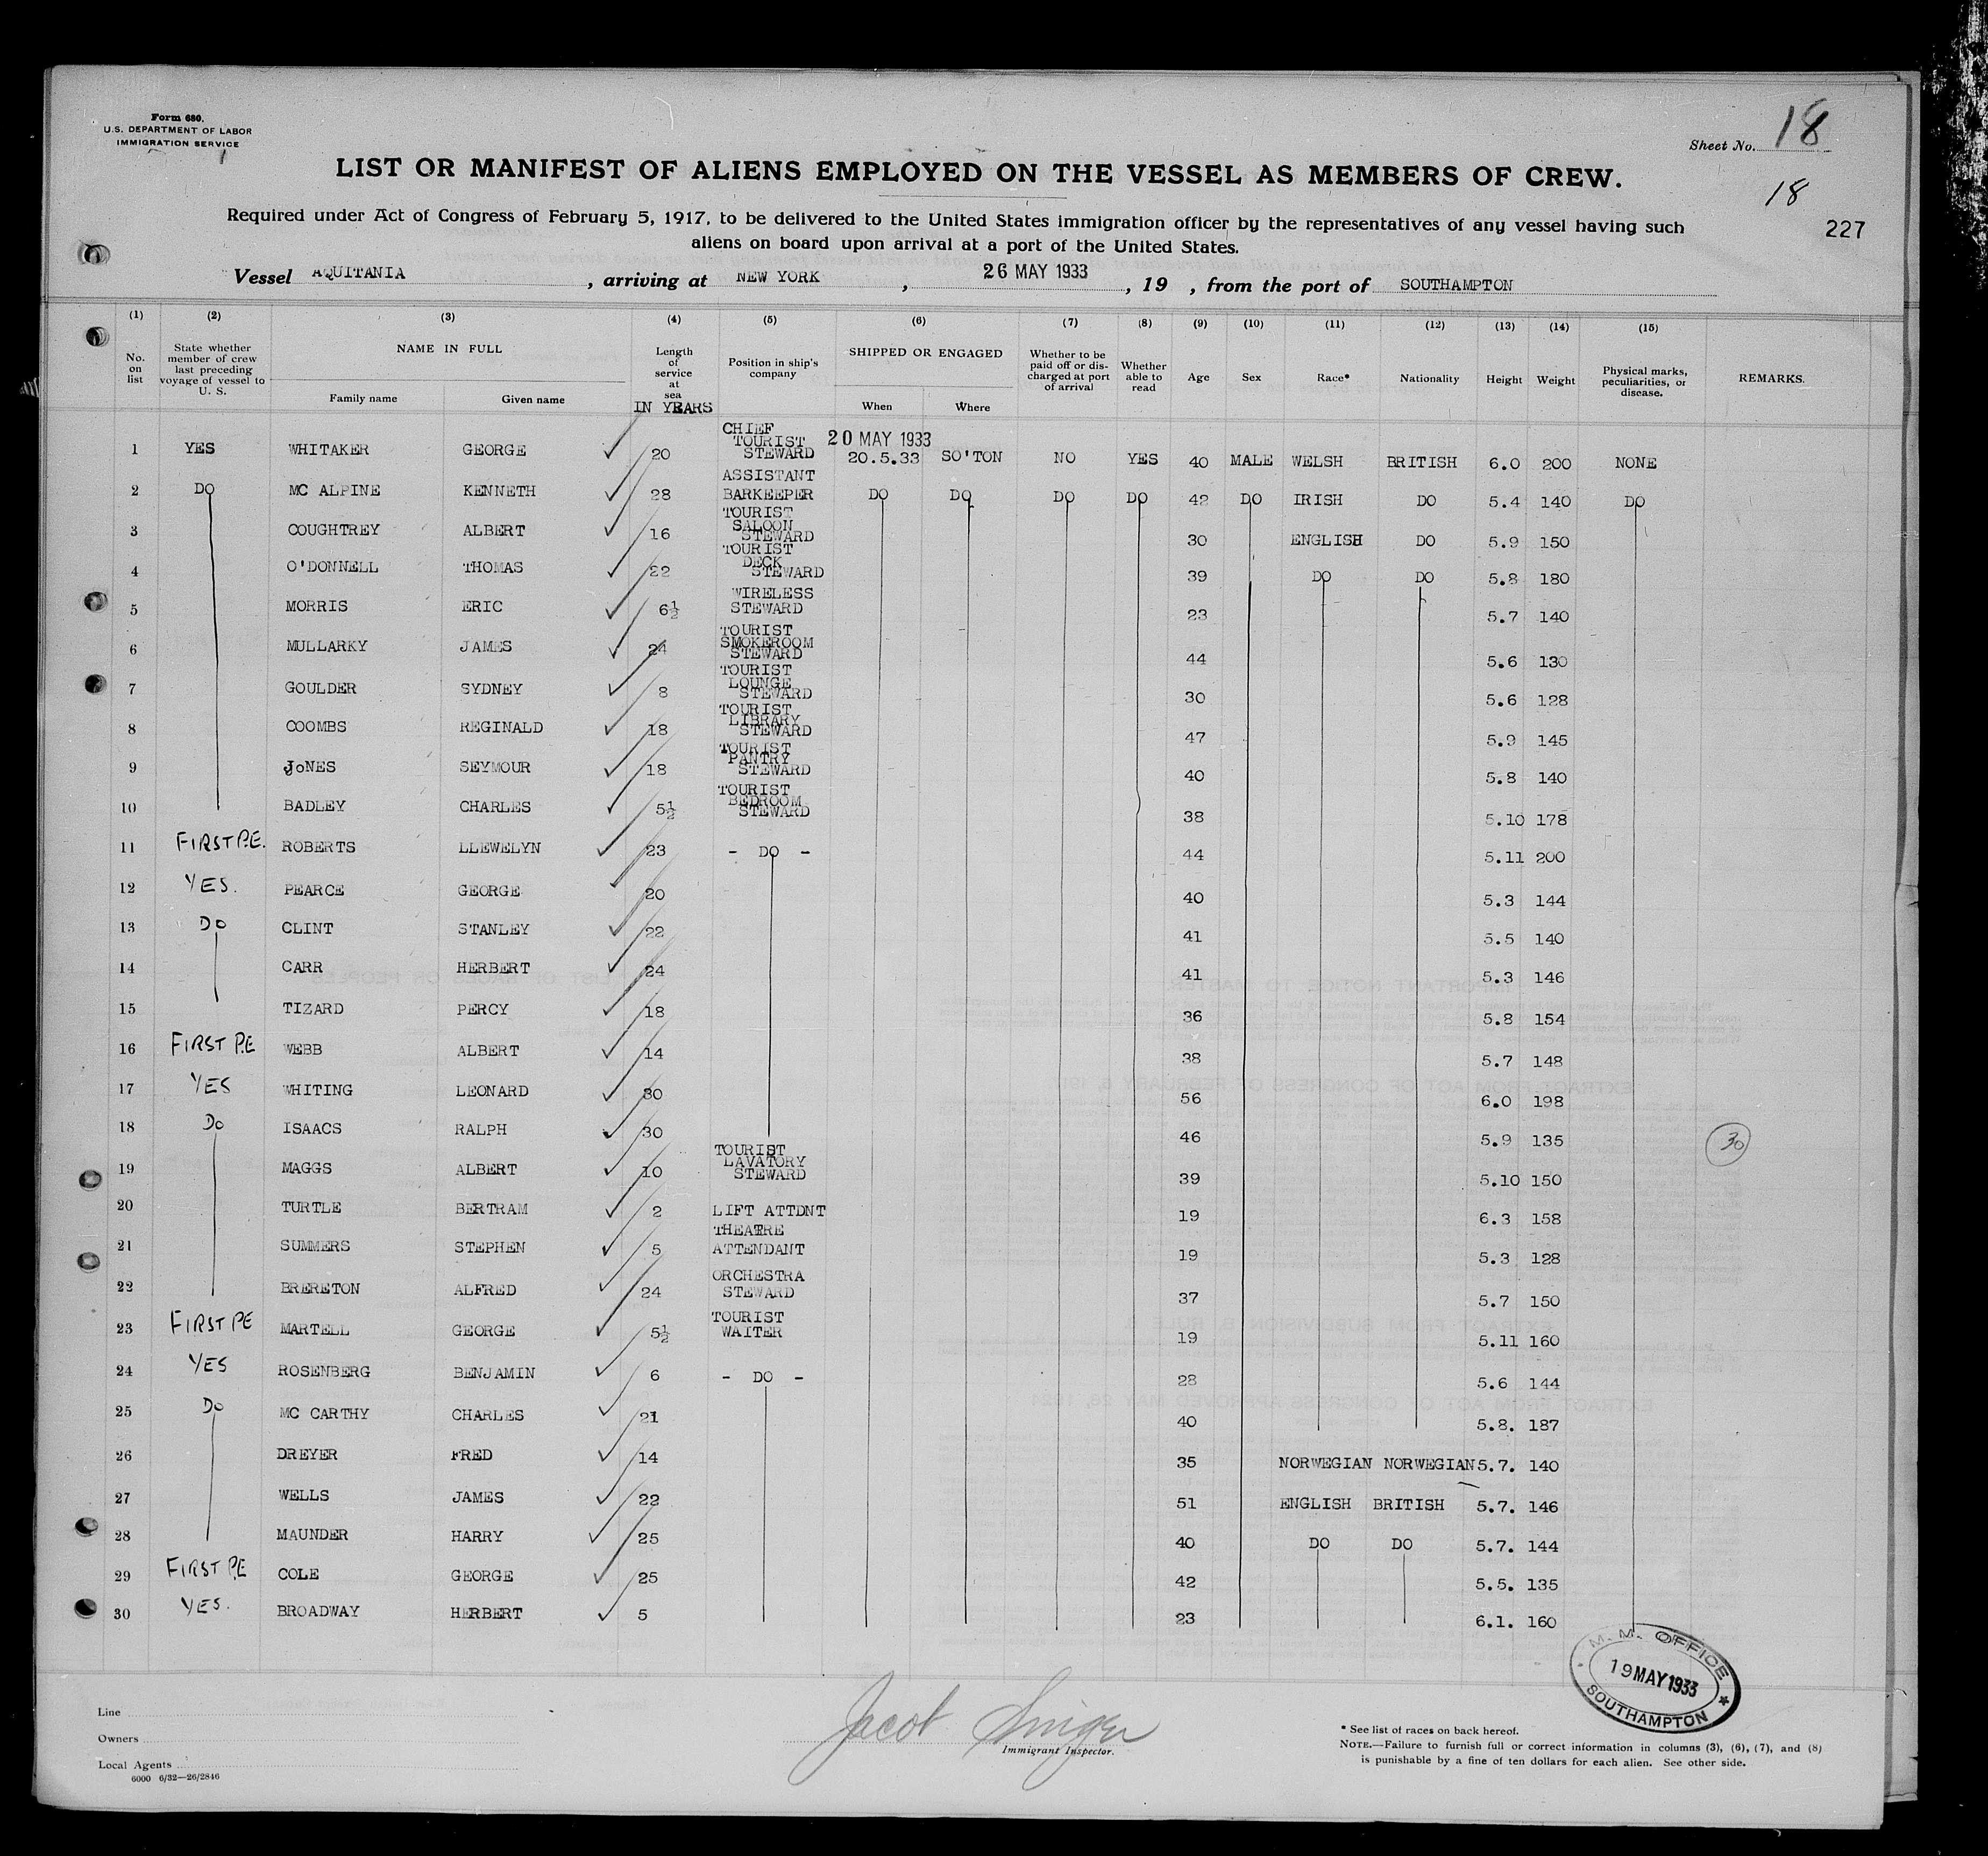 Form 680.
U.S. DEPARTMENT OF LABOR
IMMIGRATION SERVICE
Sheet No. 18
18
227
LIST OR MANIFEST OF ALIENS EMPLOYED ON THE VESSEL AS MEMBERS OF CREW.
Required under Act of Congress of February 5, 1917, to be delivered to the United States immigration officer by the representatives of any vessel having such
aliens on board upon arrival at a port of the United States.
Vessel AQUITANIA, arriving at NEW YORK, 26 MAY 1933, 19 , from the port of SOUTHAMPTON
(1) (2) (3) (4) (5) (6) (7) (8) (9) (10) (11) (12) (13) (14) (15)
No. on list State whether member of crew last preceding voyage of vessel to U. S. NAME IN FULL Family name Given name Length of service at sea IN YEARS Position in ship's company SHIPPED OR ENGAGED When Where Whether to be paid off or discharged at port of arrival Whether able to read Age Sex Race* Nationality Height Weight Physical marks, peculiarities, or disease. REMARKS.
20 MAY 1933
1 YES WHITAKER GEORGE 20 CHIEF TOURIST STEWARD 20.5.33 SO'TON NO YES 40 MALE WELSH BRITISH 6.0 200 NONE
2 DO MC ALPINE KENNETH 28 ASSISTANT BARKEEPER DO DO DO DO 42 DO IRISH DO 5.4 140 DO
3 COUGHTREY ALBERT 16 TOURIST SALOON STEWARD 30 ENGLISH DO 5.9 150
4 O'DONNELL THOMAS 22 TOURIST DECK STEWARD 39 DO DO 5.8 180
5 MORRIS ERIC 6½ WIRELESS STEWARD 23 5.7 140
6 MULLARKY JAMES 24 TOURIST SMOKEROOM STEWARD 44 5.6 130
7 GOULDER SYDNEY 8 TOURIST LOUNGE STEWARD 30 5.6 128
8 COOMBS REGINALD 18 TOURIST LIBRARY STEWARD 47 5.9 145
9 JoNES SEYMOUR 18 TOURIST PANTRY STEWARD 40 5.8 140
10 BADLEY CHARLES 5½ TOURIST BEDROOM STEWARD 38 5.10 178
11 FIRST P.E. ROBERTS LLEWELYN 23 - DO - 44 5.11 200
12 YES. PEARCE GEORGE 20 40 5.3 144
13 DO CLINT STANLEY 22 41 5.5 140
14 CARR HERBERT 24 41 5.3 146
15 TIZARD PERCY 18 36 5.8 154
16 FIRST P.E WEBB ALBERT 14 38 5.7 148
17 YES WHITING LEONARD 30 56 6.0 198
18 Do ISAACS RALPH 30 46 5.9 135 30
19 MAGGS ALBERT 10 TOURIST LAVATORY STEWARD 39 5.10 150
20 TURTLE BERTRAM 2 LIFT ATTDNT 19 6.3 158
21 SUMMERS STEPHEN 5 THEATRE ATTENDANT 19 5.3 128
22 BRERETON ALFRED 24 ORCHESTRA STEWARD 37 5.7 150
23 FIRST PE MARTELL GEORGE 5½ TOURIST WAITER 19 5.11 160
24 YES ROSENBERG BENJAMIN 6 - DO - 28 5.6 144
25 Do MC CARTHY CHARLES 21 40 5.8. 187
26 DREYER FRED 14 35 NORWEGIAN NORWEGIAN 5.7. 140
27 WELLS JAMES 22 51 ENGLISH BRITISH 5.7. 146
28 MAUNDER HARRY 25 40 DO DO 5.7. 144
29 FIRST P.E COLE GEORGE 25 42 5.5. 135
30 YES. BROADWAY HERBERT 5 23 6.1. 160
M. M. OFFICE
19 MAY 1933
SOUTHAMPTON
Line
Owners
Local Agents
6000 6/32—26/2846
Jacob Singer
Immigrant Inspector.
* See list of races on back hereof.
NOTE.—Failure to furnish full or correct information in columns (3), (6), (7), and (8)
is punishable by a fine of ten dollars for each alien. See other side.